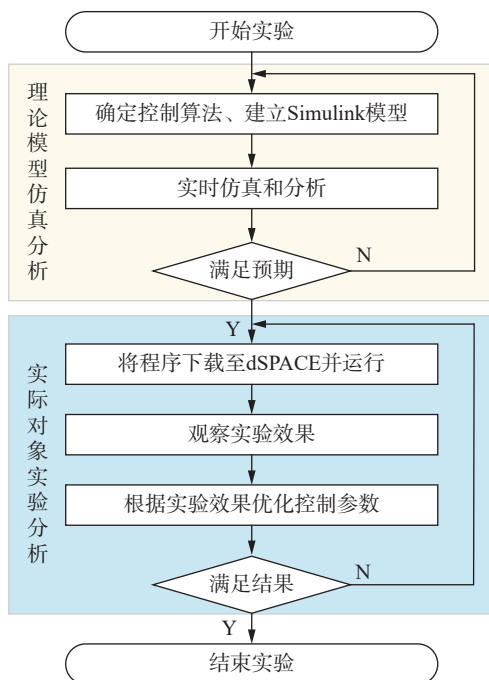 开始实验
理论模型仿真分析
确定控制算法、建立Simulink模型
实时仿真和分析
满足预期
N
Y
实际对象实验分析
将程序下载至dSPACE并运行
观察实验效果
根据实验效果优化控制参数
满足结果
N
Y
结束实验